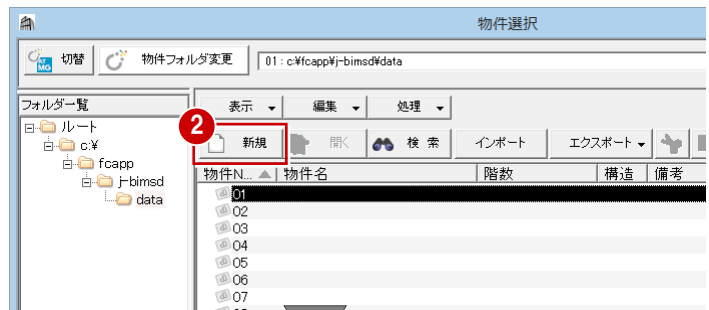 物件選択
切替 物件フォルダ変更 01 : c:¥fcapp¥j-bimsd¥data
フォルダ一覧
表示 編集 処理
ルート
c:¥
fcapp
j-bimsd
data
2
新規 開く 検 索 インポート エクスポート
物件N... 物件名 階数 構造 備考
01
02
03
04
05
06
07